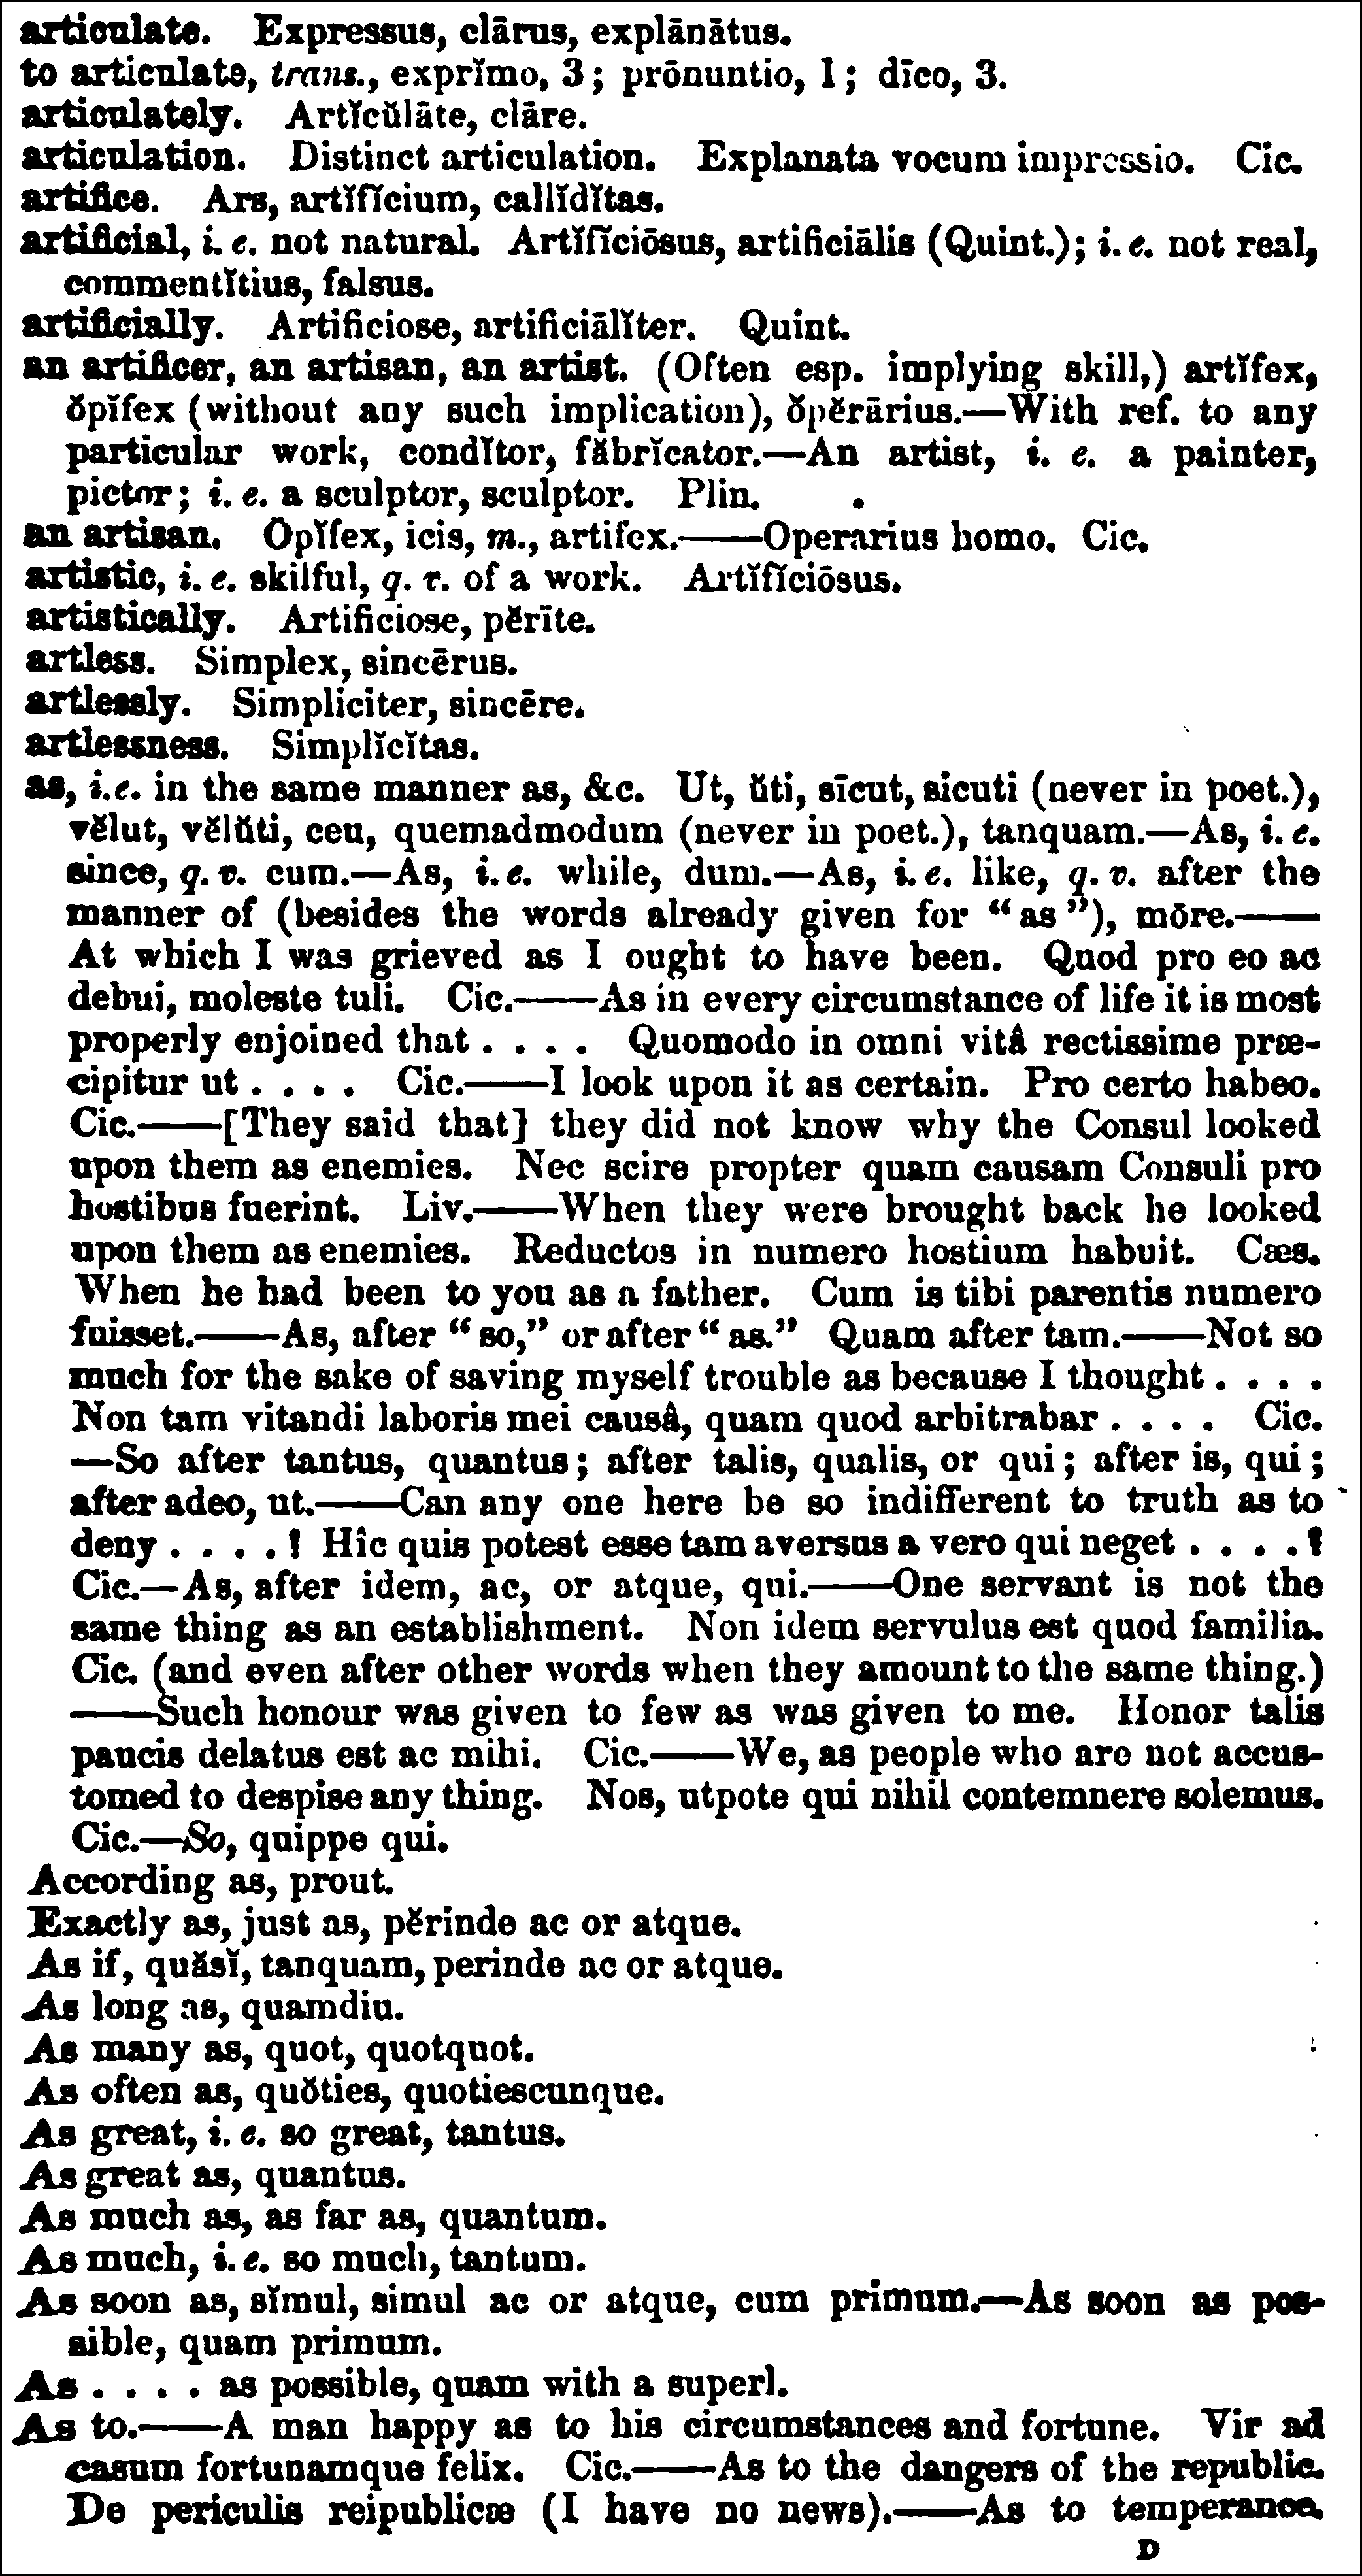 articulate. Expressus, clārus, explānātus.
to articulate, trans., exprĭmo, 3; prōnuntio, 1; dīco, 3.
articulately. Artĭcŭlāte, clāre.
articulation. Distinct articulation. Explanata vocum impressio. Cic.
artifice. Ars, artĭfĭcium, callĭdĭtas.
artificial, i. e. not natural. Artĭfĭciōsus, artificiālis (Quint.); i. e. not real,
commentĭtius, falsus.
artificially. Artificiose, artificiālĭter. Quint.
an artificer, an artisan, an artist. (Often esp. implying skill,) artĭfex,
ŏpĭfex (without any such implication), ŏpĕrārius.—With ref. to any
particular work, condĭtor, făbrĭcator.—An artist, i. e. a painter,
pictor; i. e. a sculptor, sculptor. Plin.
an artisan. Opĭfex, icis, m., artifex.——Operarius homo. Cic.
artistic, i. e. skilful, q. r. of a work. Artĭfĭciōsus.
artistically. Artificiose, pĕrīte.
artless. Simplex, sincērus.
artlessly. Simpliciter, sincēre.
artlessness. Simplĭcĭtas.
as, i.e. in the same manner as, &c. Ut, ŭti, sīcut, sicuti (never in poet.),
vĕlut, vĕlŭti, ceu, quemadmodum (never in poet.), tanquam.—As, i. e.
since, q. v. cum.—As, i. e. while, dum.—As, i. e. like, q. v. after the
manner of (besides the words already given for “as”), mōre.——
At which I was grieved as I ought to have been. Quod pro eo ac
debui, moleste tuli. Cic.——As in every circumstance of life it is most
properly enjoined that . . . . Quomodo in omni vitâ rectissime præ-
cipitur ut . . . . Cic.——I look upon it as certain. Pro certo habeo.
Cic.——[They said that] they did not know why the Consul looked
upon them as enemies. Nec scire propter quam causam Consuli pro
hostibus fuerint. Liv.——When they were brought back he looked
upon them as enemies. Reductos in numero hostium habuit. Cæs.
When he had been to you as a father. Cum is tibi parentis numero
fuisset.——As, after “so,” or after “as.” Quam after tam.——Not so
much for the sake of saving myself trouble as because I thought . . . .
Non tam vitandi laboris mei causâ, quam quod arbitrabar . . . . Cic.
—So after tantus, quantus; after talis, qualis, or qui; after is, qui;
after adeo, ut.——Can any one here be so indifferent to truth as to
deny . . . . ? Hîc quis potest esse tam aversus a vero qui neget . . . . ?
Cic.—As, after idem, ac, or atque, qui.——One servant is not the
same thing as an establishment. Non idem servulus est quod familia.
Cic. (and even after other words when they amount to the same thing.)
——Such honour was given to few as was given to me. Honor talis
paucis delatus est ac mihi. Cic.——We, as people who are not accus-
tomed to despise any thing. Nos, utpote qui nihil contemnere solemus.
Cic.—So, quippe qui.
According as, prout.
Exactly as, just as, pĕrinde ac or atque.
As if, quăsĭ, tanquam, perinde ac or atque.
As long as, quamdiu.
As many as, quot, quotquot.
As often as, quŏties, quotiescunque.
As great, i. e. so great, tantus.
As great as, quantus.
As much as, as far as, quantum.
As much, i. e. so much, tantum.
As soon as, sĭmul, simul ac or atque, cum primum.—As soon as pos-
sible, quam primum.
As . . . . as possible, quam with a superl.
As to.——A man happy as to his circumstances and fortune. Vir ad
casum fortunamque felix. Cic.——As to the dangers of the republic.
De periculis reipublicæ (I have no news).——As to temperance.
D